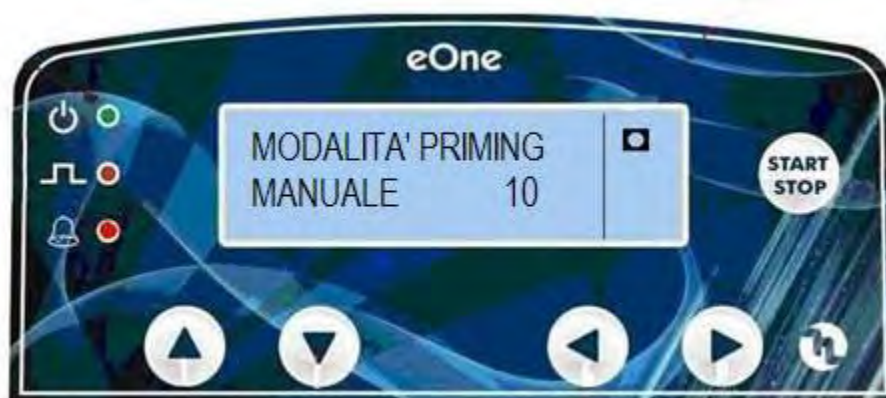 eOne
MODALITA' PRIMING
MANUALE 10
START
STOP